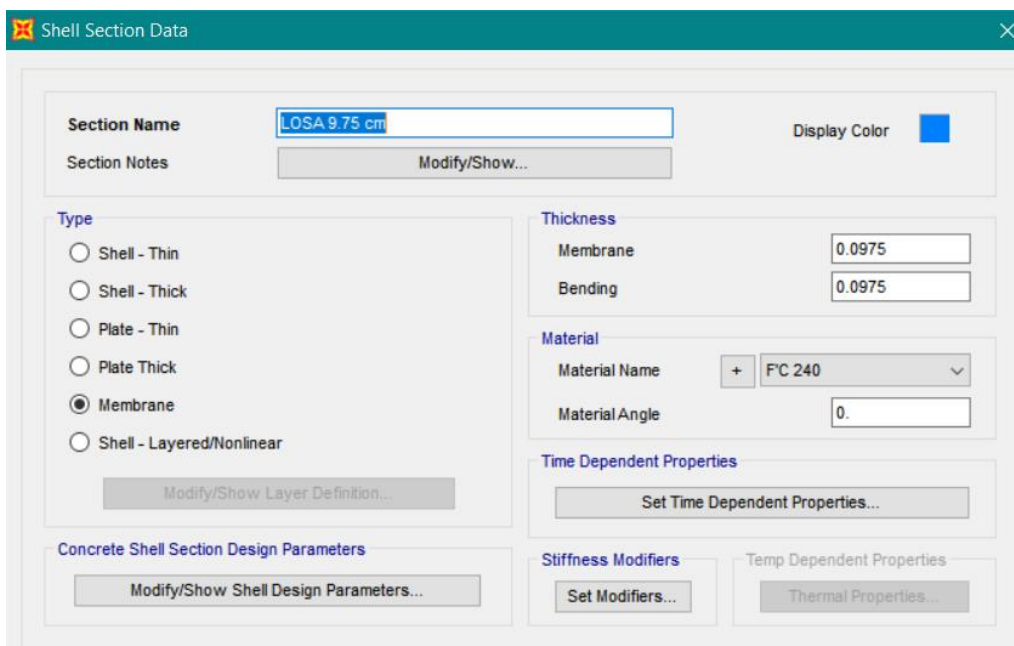 Shell Section Data
Section Name
LOSA 9.75 cm
Display Color
Section Notes
Modify/Show...
Type
Shell - Thin
Shell - Thick
Plate - Thin
Plate Thick
Membrane
Shell - Layered/Nonlinear
Modify/Show Layer Definition...
Thickness
Membrane
0.0975
Bending
0.0975
Material
Material Name
+
F'C 240
Material Angle
0.
Time Dependent Properties
Set Time Dependent Properties...
Concrete Shell Section Design Parameters
Modify/Show Shell Design Parameters...
Stiffness Modifiers
Set Modifiers...
Temp Dependent Properties
Thermal Properties...